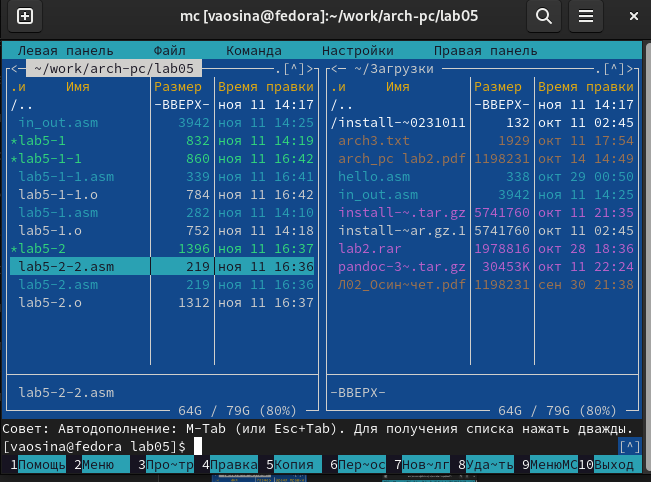 mc [vaosina@fedora]:~/work/arch-pc/lab05
Левая панель Файл Команда Настройки Правая панель
<— ~/work/arch-pc/lab05 .[^]> <— ~/Загрузки .[^]>
.и Имя Размер Время правки .и Имя Размер Время правки
/.. -ВВЕРХ- ноя 11 14:17 /.. -ВВЕРХ- ноя 11 14:17
in_out.asm 3942 ноя 11 14:25 /install-~0231011 132 окт 11 02:45
*lab5-1 832 ноя 11 14:19 arch3.txt 1929 окт 11 17:54
*lab5-1-1 860 ноя 11 16:42 arch_pc lab2.pdf 1198231 окт 14 14:49
lab5-1-1.asm 339 ноя 11 16:41 hello.asm 338 окт 29 00:50
lab5-1-1.o 784 ноя 11 16:42 in_out.asm 3942 ноя 11 14:25
lab5-1.asm 282 ноя 11 14:10 install-~.tar.gz 5741760 окт 11 21:35
lab5-1.o 752 ноя 11 14:18 install-~ar.gz.1 5741760 окт 11 02:45
*lab5-2 1396 ноя 11 16:37 lab2.rar 1978816 окт 28 18:36
lab5-2-2.asm 219 ноя 11 16:36 pandoc-3~.tar.gz 30453K окт 11 22:24
lab5-2.asm 219 ноя 11 16:36 Л02_Осин~чет.pdf 1198231 сен 30 21:38
lab5-2.o 1312 ноя 11 16:37
lab5-2-2.asm -ВВЕРХ-
64G / 79G (80%) 64G / 79G (80%)
Совет: Автодополнение: M-Tab (или Esc+Tab). Для получения списка нажать дважды.
[vaosina@fedora lab05]$ [^]
1Помощь 2Меню 3Про~тр 4Правка 5Копия 6Пер~ос 7Нов~лг 8Уда~ть 9МенюMC10Выход